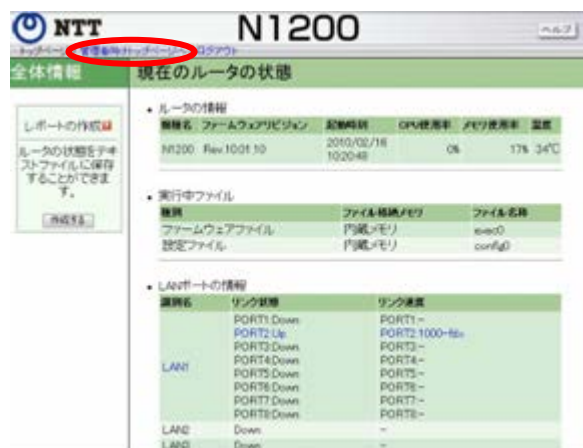 NTT
N1200
ヘルプ
トップページ 管理者向けトップページへ ログアウト
全体情報
現在のルータの状態
レポートの作成
ルータの状態をテキ
ストファイルに保存
することができま
す。
作成する
• ルータの情報
機種名 ファームウェアリビジョン 起動時刻 CPU使用率 メモリ使用率 温度
N1200 Rev.10.01.10 2010/02/16 0% 17% 34℃
10:20:48
• 実行中ファイル
種別 ファイル格納メモリ ファイル名称
ファームウェアファイル 内蔵メモリ exec0
設定ファイル 内蔵メモリ config0
• LANポートの情報
識別名 リンク状態 リンク速度
PORT1:Down PORT1:-
PORT2:Up PORT2:1000-fdx
PORT3:Down PORT3:-
LAN1 PORT4:Down PORT4:-
PORT5:Down PORT5:-
PORT6:Down PORT6:-
PORT7:Down PORT7:-
PORT8:Down PORT8:-
LAN2 Down -
LAN3 Down -